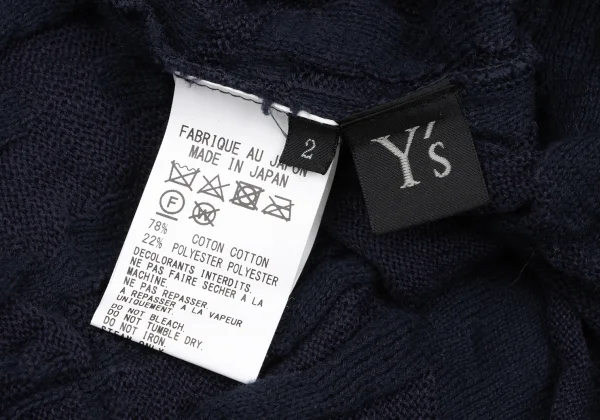 FABRIQUE AU JAPON
MADE IN JAPAN
2
Y's
F
W
78% COTON COTTON
22% POLYESTER POLYESTER
DECOLORANTS INTERDITS.
NE PAS FAIRE SECHER A LA
MACHINE.
NE PAS REPASSER.
A REPASSER A LA VAPEUR
UNIQUEMENT.
DO NOT BLEACH.
DO NOT TUMBLE DRY.
DO NOT IRON.
STEAM ONLY